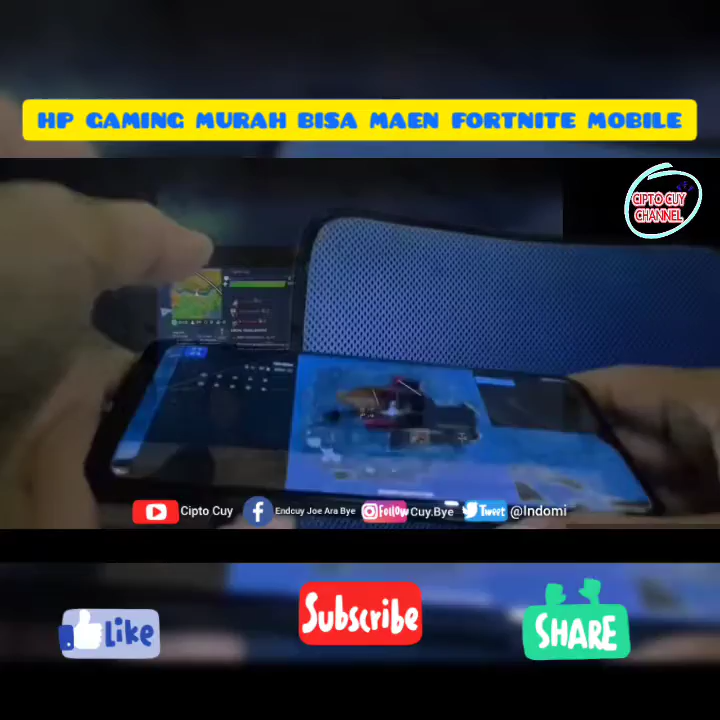 HP GAMING MURAH BISA MAEN FORTNITE MOBILE
CIPTO CUY
CHANNEL
Cipto Cuy
Endcuy Joe Ara Bye
Follow Cuy.Bye
Tweet @Indomi
Like
Subscribe
SHARE